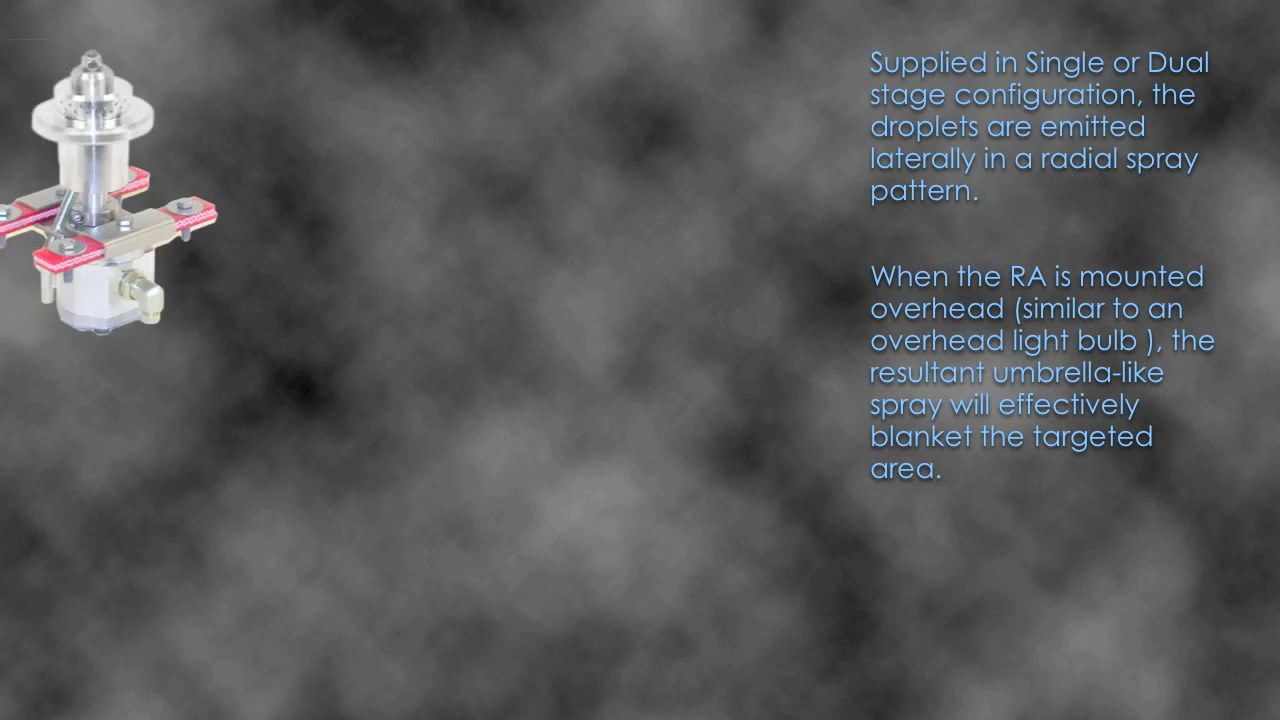 Supplied in Single or Dual
stage configuration, the
droplets are emitted
laterally in a radial spray
pattern.
When the RA is mounted
overhead (similar to an
overhead light bulb ), the
resultant umbrella-like
spray will effectively
blanket the targeted
area.